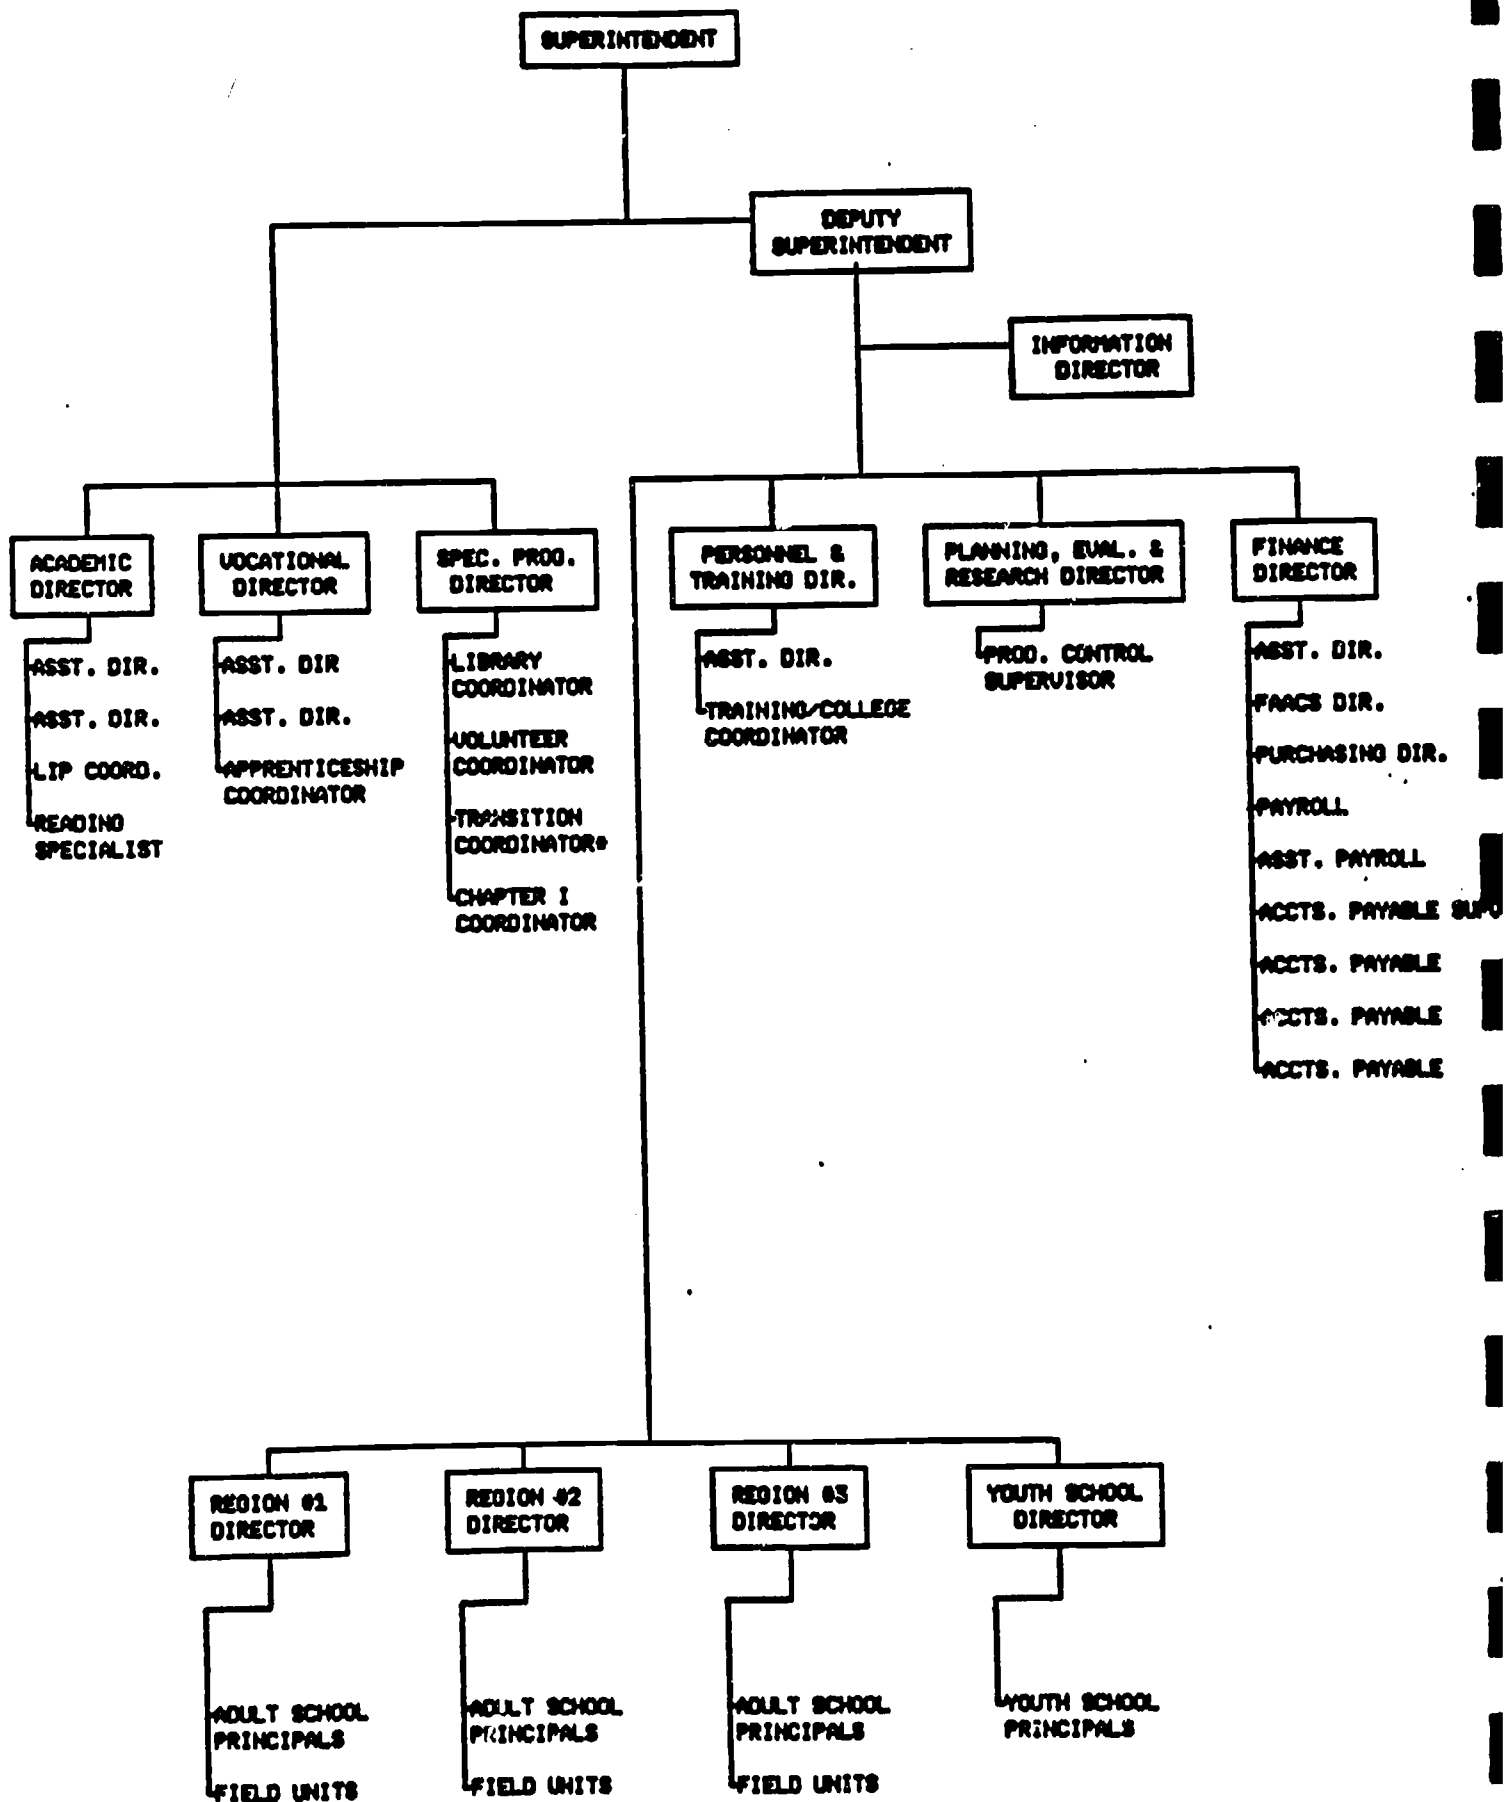 SUPERINTENDENT
DEPUTY
SUPERINTENDENT
INFORMATION
DIRECTOR
ACADEMIC
DIRECTOR
ASST. DIR.
ASST. DIR.
LIP COORD.
READING
SPECIALIST
VOCATIONAL
DIRECTOR
ASST. DIR
ASST. DIR.
APPRENTICESHIP
COORDINATOR
SPEC. PROG.
DIRECTOR
LIBRARY
COORDINATOR
VOLUNTEER
COORDINATOR
TRANSITION
COORDINATOR*
CHAPTER I
COORDINATOR
PERSONNEL &
TRAINING DIR.
ASST. DIR.
TRAINING/COLLEGE
COORDINATOR
PLANNING, EVAL. &
RESEARCH DIRECTOR
PROD. CONTROL
SUPERVISOR
FINANCE
DIRECTOR
ASST. DIR.
FAACS DIR.
PURCHASING DIR.
PAYROLL
ASST. PAYROLL
ACCTS. PAYABLE
ACCTS. PAYABLE
ACCTS. PAYABLE
ACCTS. PAYABLE
REGION #1
DIRECTOR
ADULT SCHOOL
PRINCIPALS
FIELD UNITS
REGION #2
DIRECTOR
ADULT SCHOOL
PRINCIPALS
FIELD UNITS
REGION #3
DIRECTOR
ADULT SCHOOL
PRINCIPALS
FIELD UNITS
YOUTH SCHOOL
DIRECTOR
YOUTH SCHOOL
PRINCIPALS